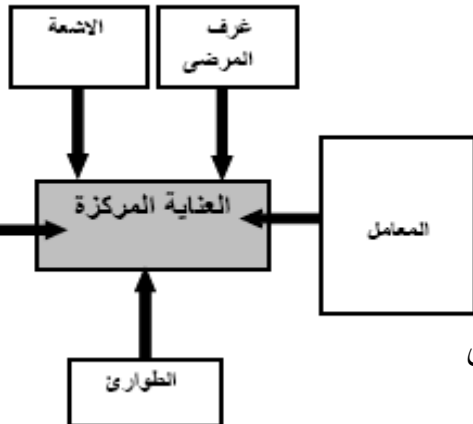 الاشعة
غرف
المرضى
العناية المركزة
المعامل
الطوارئ